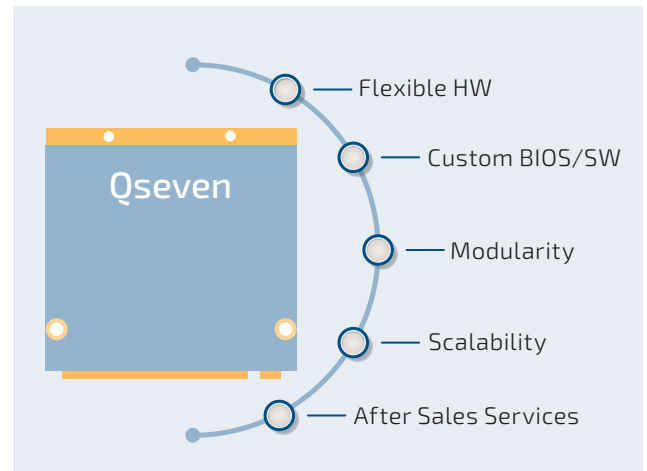 Flexible HW
Custom BIOS/SW
Qseven
Modularity
Scalability
After Sales Services